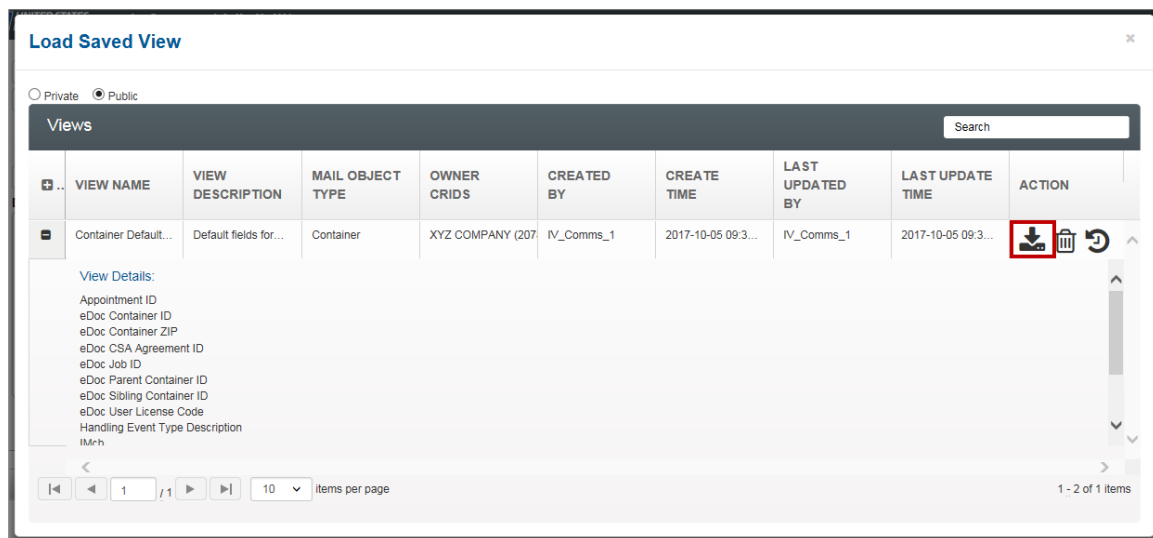 UNITED STATES
Load Saved View
×
Private Public
Views
Search
VIEW NAME
VIEW DESCRIPTION
MAIL OBJECT TYPE
OWNER CRIDS
CREATED BY
CREATE TIME
LAST UPDATED BY
LAST UPDATE TIME
ACTION
Container Default... Default fields for... Container XYZ COMPANY (207 IV_Comms_1 2017-10-05 09:3... IV_Comms_1 2017-10-05 09:3...
View Details:
Appointment ID
eDoc Container ID
eDoc Container ZIP
eDoc CSA Agreement ID
eDoc Job ID
eDoc Parent Container ID
eDoc Sibling Container ID
eDoc User License Code
Handling Event Type Description
IMcb
1 / 1 10 items per page 1 - 2 of 1 items